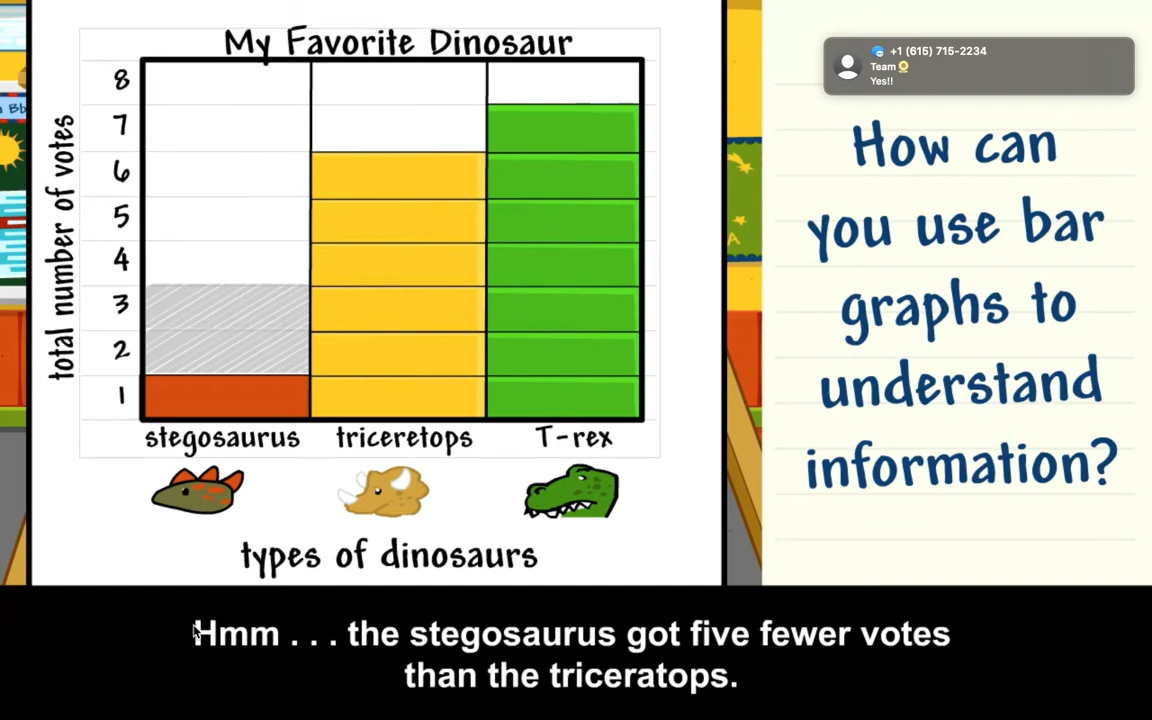 My Favorite Dinosaur
total number of votes
8
7
6
5
4
3
2
1
stegosaurus
triceretops
T-rex
types of dinosaurs
+1 (615) 715-2234
Team🌻
Yes!!
How can
you use bar
graphs to
understand
information?
Hmm . . . the stegosaurus got five fewer votes
than the triceratops.